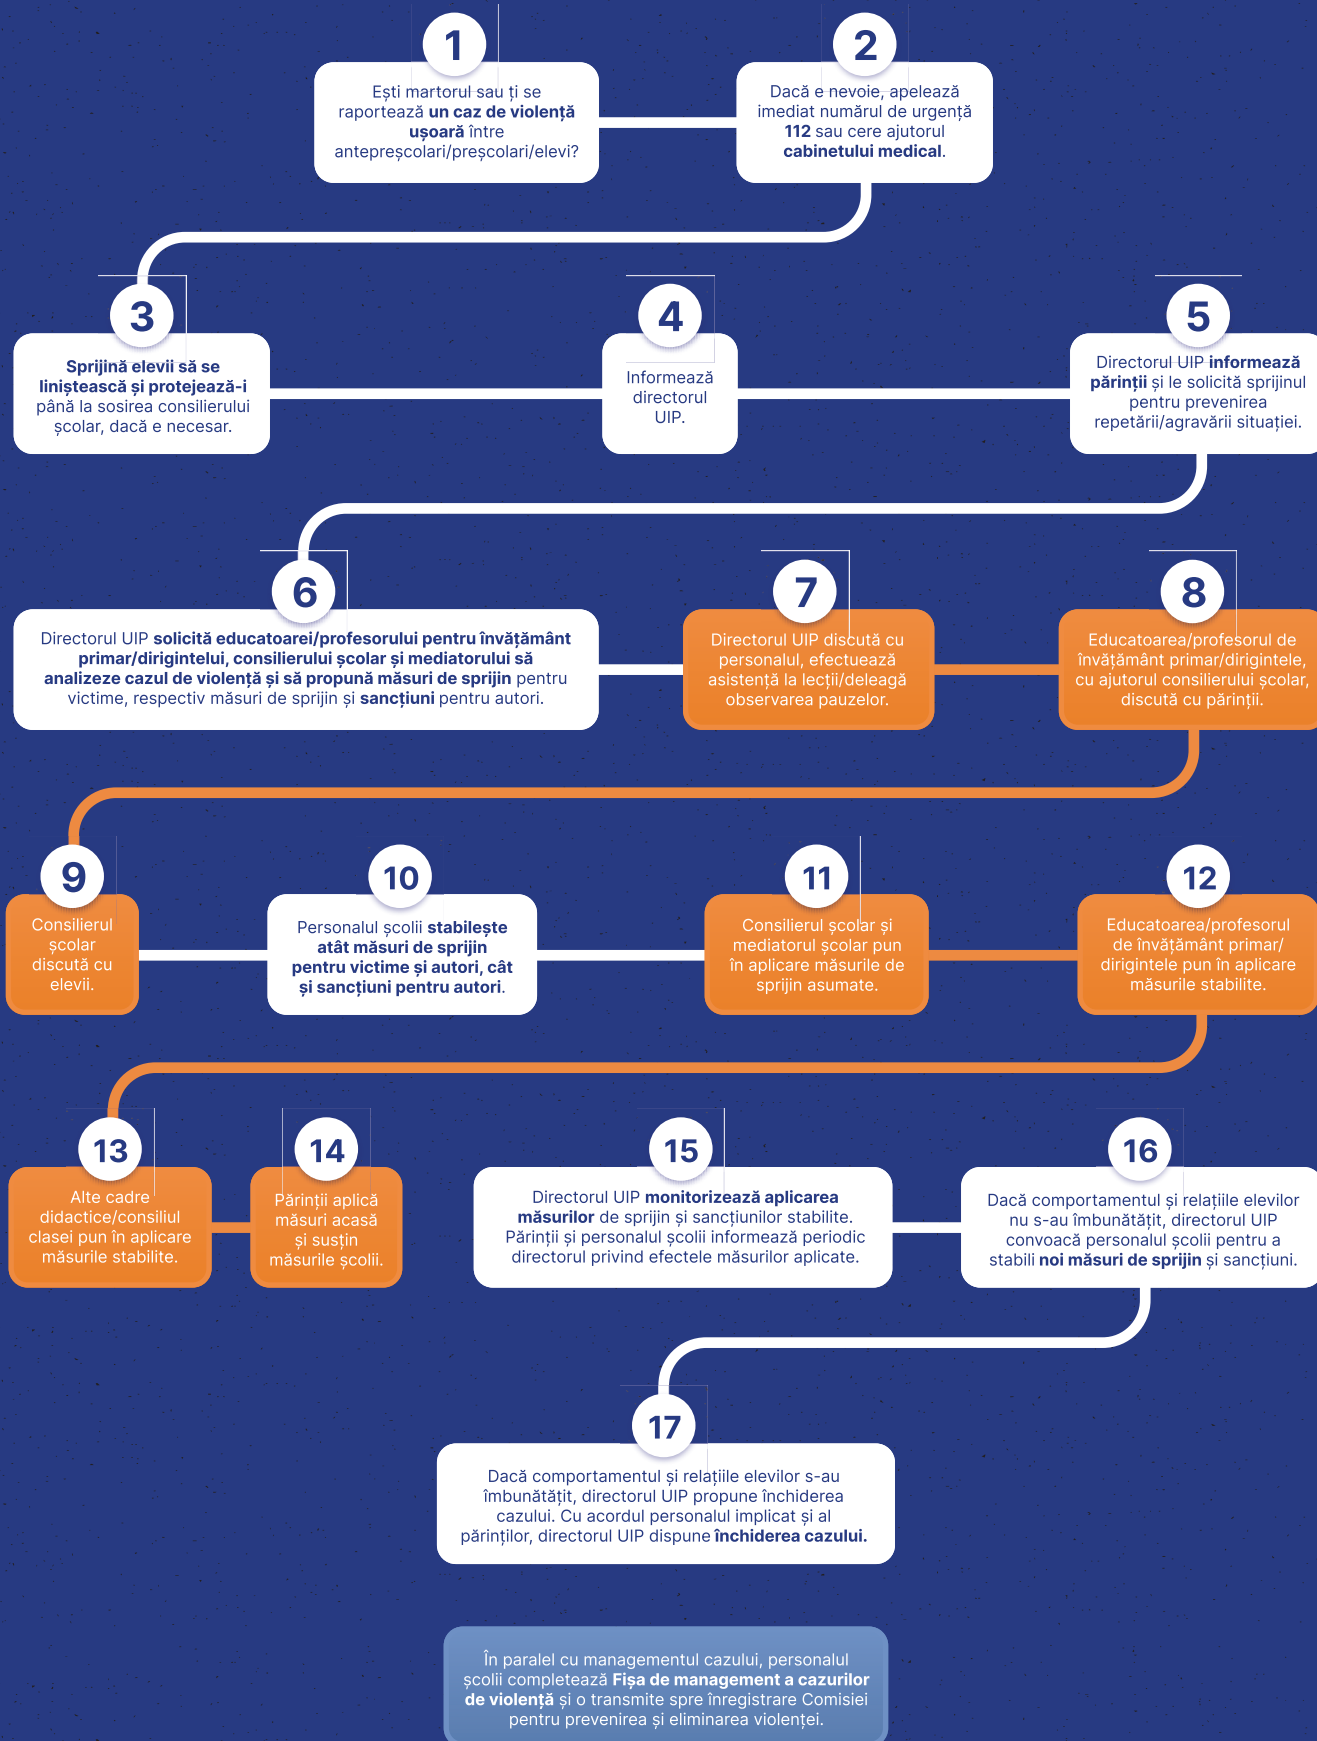 1
Ești martorul sau ți se
raportează un caz de violență
ușoară între
antepreșcolari/preșcolari/elevi?
2
Dacă e nevoie, apelează
imediat numărul de urgență
112 sau cere ajutorul
cabinetului medical.
3
Sprijină elevii să se
liniștească și protejează-i
până la sosirea consilierului
școlar, dacă e necesar.
4
Informează
directorul
UIP.
5
Directorul UIP informează
părinții și le solicită sprijinul
pentru prevenirea
repetării/agravării situației.
6
Directorul UIP solicită educatoarei/profesorului pentru învățământ
primar/dirigintelui, consilierului școlar și mediatorului să
analizeze cazul de violență și să propună măsuri de sprijin pentru
victime, respectiv măsuri de sprijin și sancțiuni pentru autori.
7
Directorul UIP discută cu
personalul, efectuează
asistență la lecții/deleagă
observarea pauzelor.
8
Educatoarea/profesorul de
învățământ primar/dirigintele,
cu ajutorul consilierului școlar,
discută cu părinții.
9
Consilierul
școlar
discută cu
elevii.
10
Personalul școlii stabilește
atât măsuri de sprijin
pentru victime și autori, cât
și sancțiuni pentru autori.
11
Consilierul școlar și
mediatorul școlar pun
în aplicare măsurile de
sprijin asumate.
12
Educatoarea/profesorul
de învățământ primar/
dirigintele pun în aplicare
măsurile stabilite.
13
Alte cadre
didactice/consiliul
clasei pun în aplicare
măsurile stabilite.
14
Părinții aplică
măsuri acasă
și susțin
măsurile școlii.
15
Directorul UIP monitorizează aplicarea
măsurilor de sprijin și sancțiunilor stabilite.
Părinții și personalul școlii informează periodic
directorul privind efectele măsurilor aplicate.
16
Dacă comportamentul și relațiile elevilor
nu s-au îmbunătățit, directorul UIP
convoacă personalul școlii pentru a
stabili noi măsuri de sprijin și sancțiuni.
17
Dacă comportamentul și relațiile elevilor s-au
îmbunătățit, directorul UIP propune închiderea
cazului. Cu acordul personalului implicat și al
părinților, directorul UIP dispune închiderea cazului.
În paralel cu managementul cazului, personalul
școlii completează Fișa de management a cazurilor
de violență și o transmite spre înregistrare Comisiei
pentru prevenirea și eliminarea violenței.